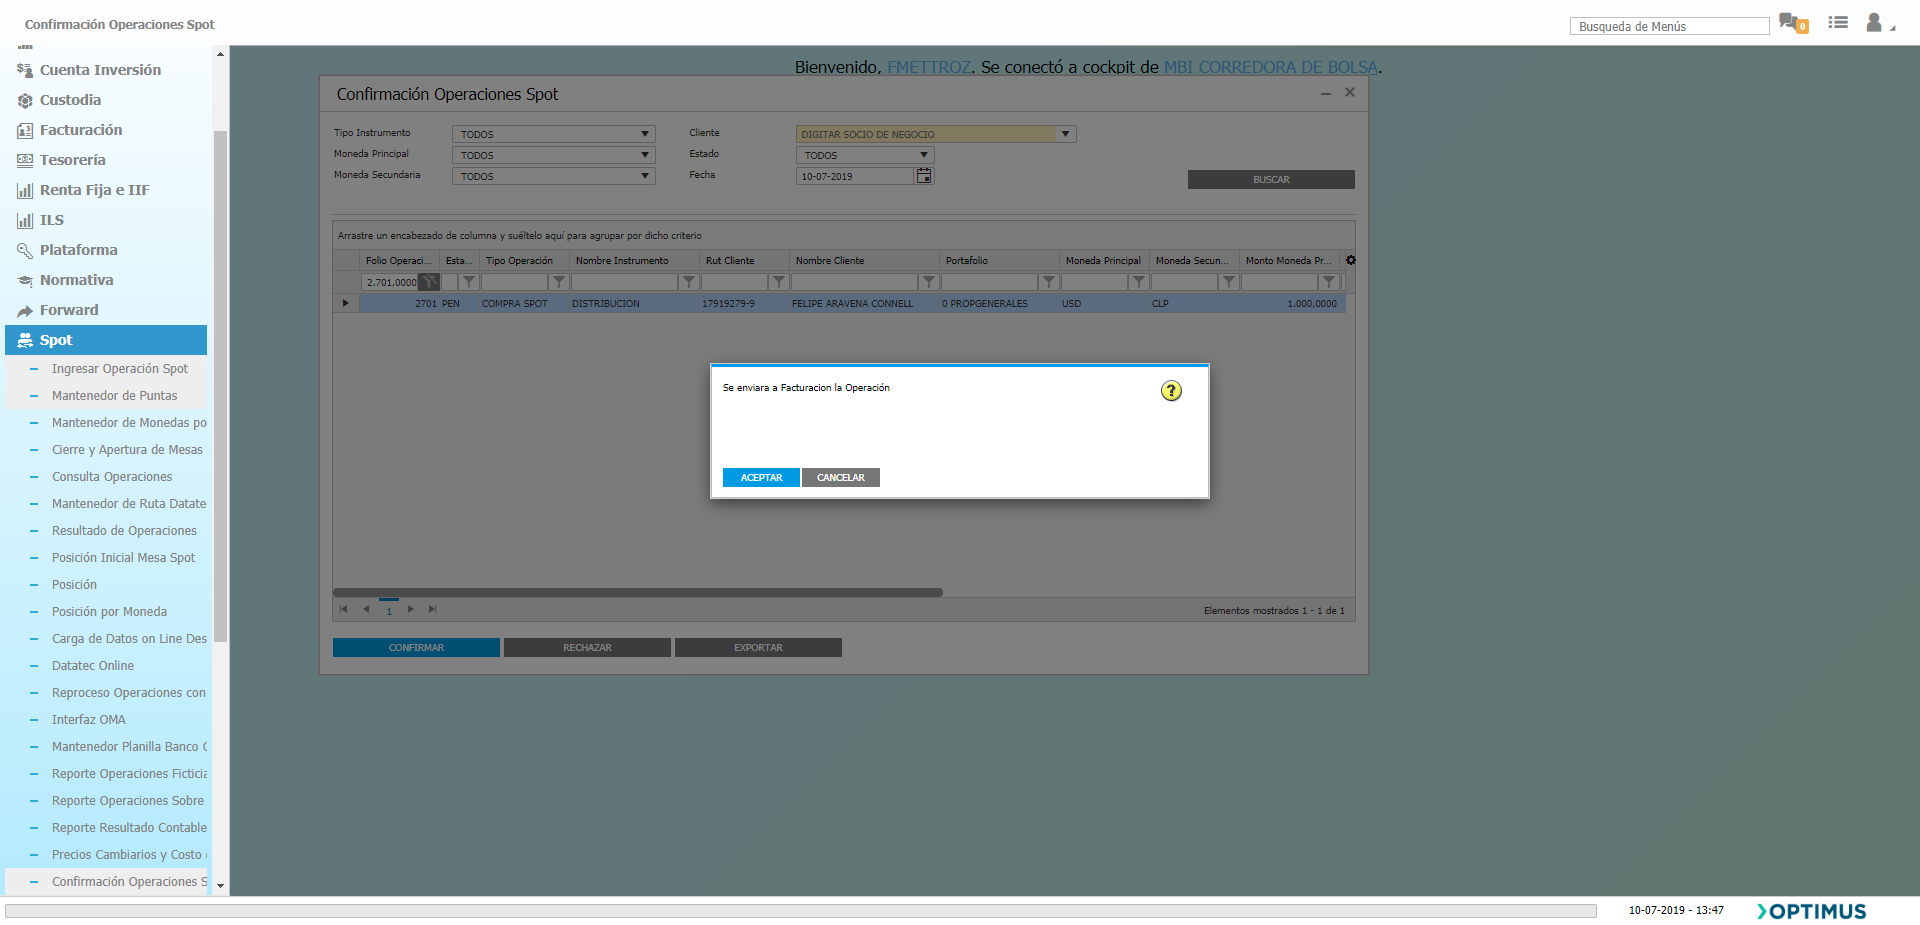 Confirmación Operaciones Spot
Busqueda de Menús
0
Bienvenido, FMETTROZ. Se conectó a cockpit de MBI CORREDORA DE BOLSA.
Cuenta Inversión
Custodia
Facturación
Tesorería
Renta Fija e IIF
ILS
Plataforma
Normativa
Forward
Spot
Ingresar Operación Spot
Mantenedor de Puntas
Mantenedor de Monedas po
Cierre y Apertura de Mesas
Consulta Operaciones
Mantenedor de Ruta Datate
Resultado de Operaciones
Posición Inicial Mesa Spot
Posición
Posición por Moneda
Carga de Datos on Line Des
Datatec Online
Reproceso Operaciones con
Interfaz OMA
Mantenedor Planilla Banco C
Reporte Operaciones Ficticia
Reporte Operaciones Sobre
Reporte Resultado Contable
Precios Cambiarios y Costo
Confirmación Operaciones S
Confirmación Operaciones Spot
Tipo Instrumento TODOS Cliente DIGITAR SOCIO DE NEGOCIO
Moneda Principal TODOS Estado TODOS
Moneda Secundaria TODOS Fecha 10-07-2019 BUSCAR
Arrastre un encabezado de columna y suéltelo aquí para agrupar por dicho criterio
Folio Operaci... Esta... Tipo Operación Nombre Instrumento Rut Cliente Nombre Cliente Portafolio Moneda Principal Moneda Secun... Monto Moneda Pr...
2.701,0000
2701 PEN COMPRA SPOT DISTRIBUCION 17919279-9 FELIPE ARAVENA CONNELL 0 PROPGENERALES USD CLP 1.000,0000
Se enviara a Facturacion la Operación
?
ACEPTAR CANCELAR
1
Elementos mostrados 1 - 1 de 1
CONFIRMAR RECHAZAR EXPORTAR
10-07-2019 - 13:47
OPTIMUS